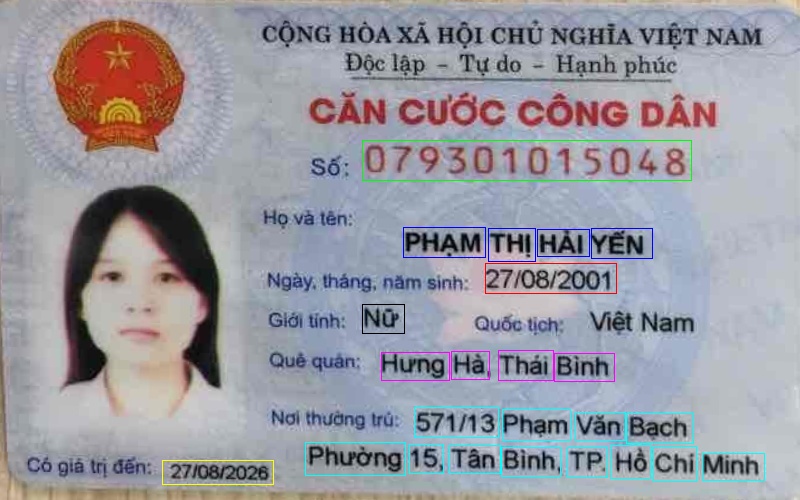 CỘNG HÒA XÃ HỘI CHỦ NGHĨA VIỆT NAM
Độc lập - Tự do - Hạnh phúc
CĂN CƯỚC CÔNG DÂN
Số: 079301015048
Họ và tên:
PHẠM THỊ HẢI YẾN
Ngày, tháng, năm sinh: 27/08/2001
Giới tính: Nữ Quốc tịch: Việt Nam
Quê quán: Hưng Hà, Thái Bình
Nơi thường trú: 571/13 Phạm Văn Bạch
Phường 15, Tân Bình, TP. Hồ Chí Minh
Có giá trị đến: 27/08/2026